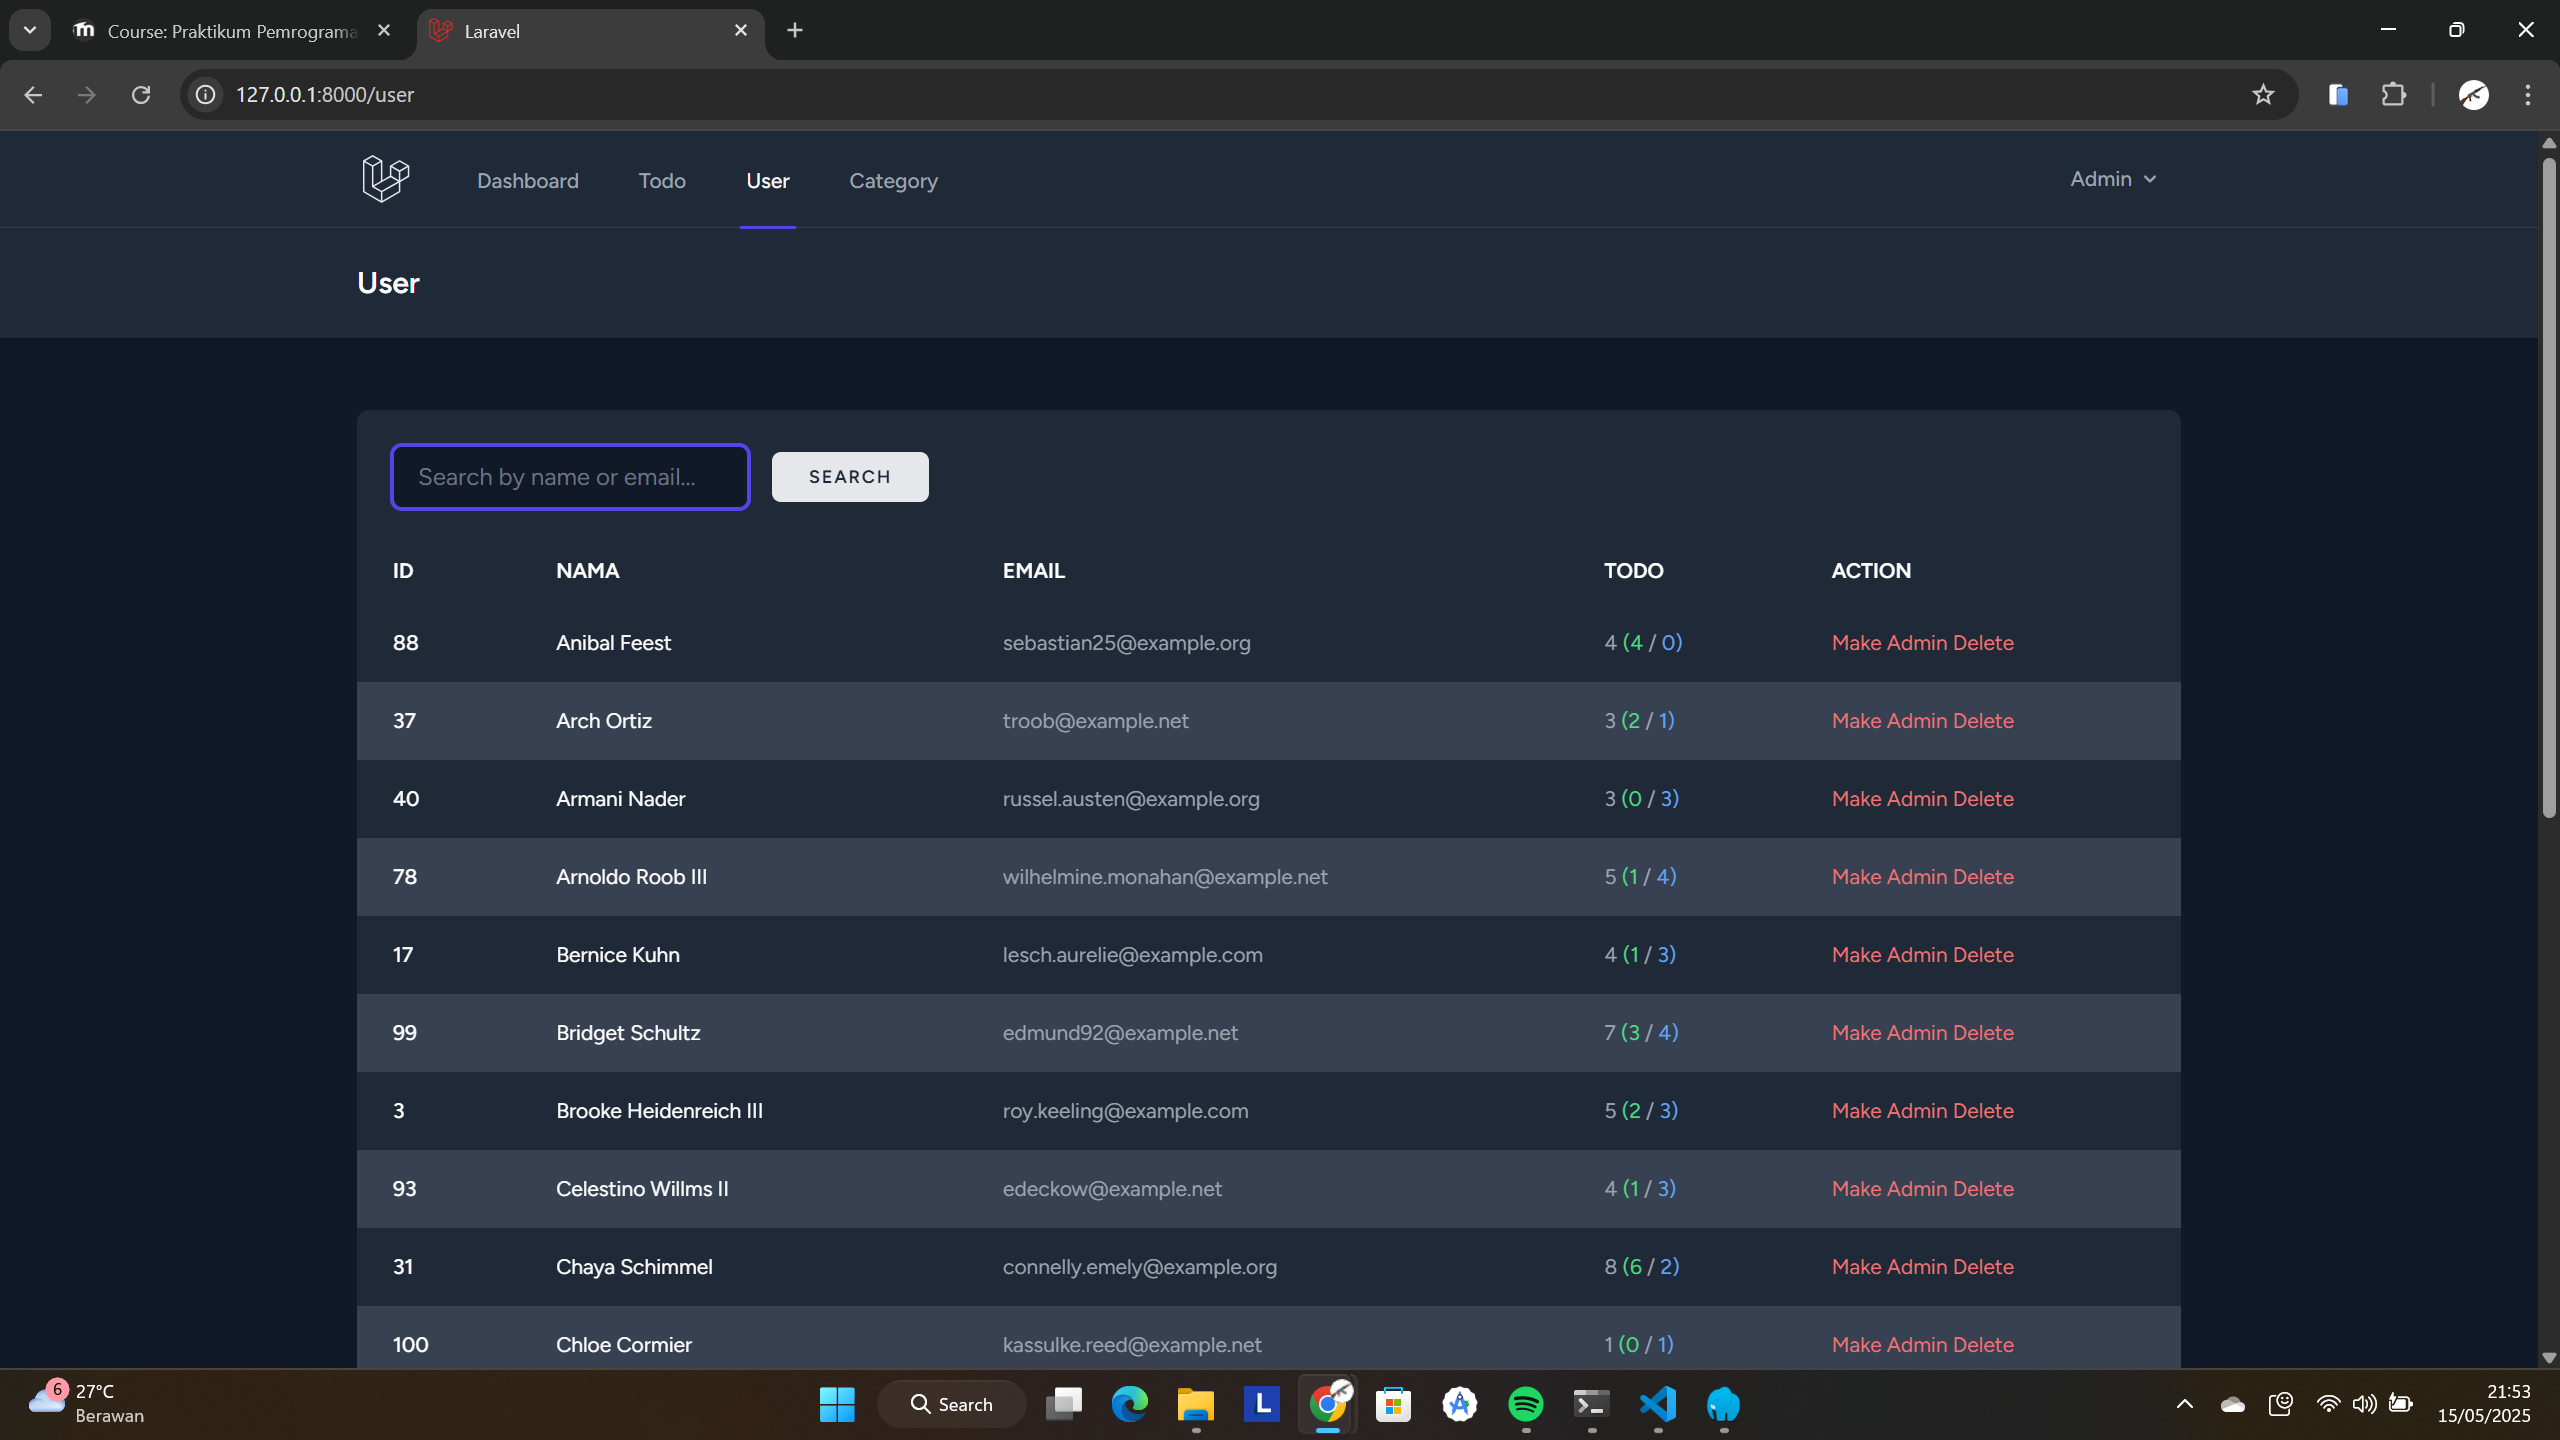 Course: Praktikum Pemrograma
Laravel
127.0.0.1:8000/user
Dashboard Todo User Category Admin
User
Search by name or email... SEARCH
ID NAMA EMAIL TODO ACTION
88 Anibal Feest sebastian25@example.org 4 (4 / 0) Make Admin Delete
37 Arch Ortiz troob@example.net 3 (2 / 1) Make Admin Delete
40 Armani Nader russel.austen@example.org 3 (0 / 3) Make Admin Delete
78 Arnoldo Roob III wilhelmine.monahan@example.net 5 (1 / 4) Make Admin Delete
17 Bernice Kuhn lesch.aurelie@example.com 4 (1 / 3) Make Admin Delete
99 Bridget Schultz edmund92@example.net 7 (3 / 4) Make Admin Delete
3 Brooke Heidenreich III roy.keeling@example.com 5 (2 / 3) Make Admin Delete
93 Celestino Willms II edeckow@example.net 4 (1 / 3) Make Admin Delete
31 Chaya Schimmel connelly.emely@example.org 8 (6 / 2) Make Admin Delete
100 Chloe Cormier kassulke.reed@example.net 1 (0 / 1) Make Admin Delete
6
27°C
Berawan
Search
L
21:53
15/05/2025